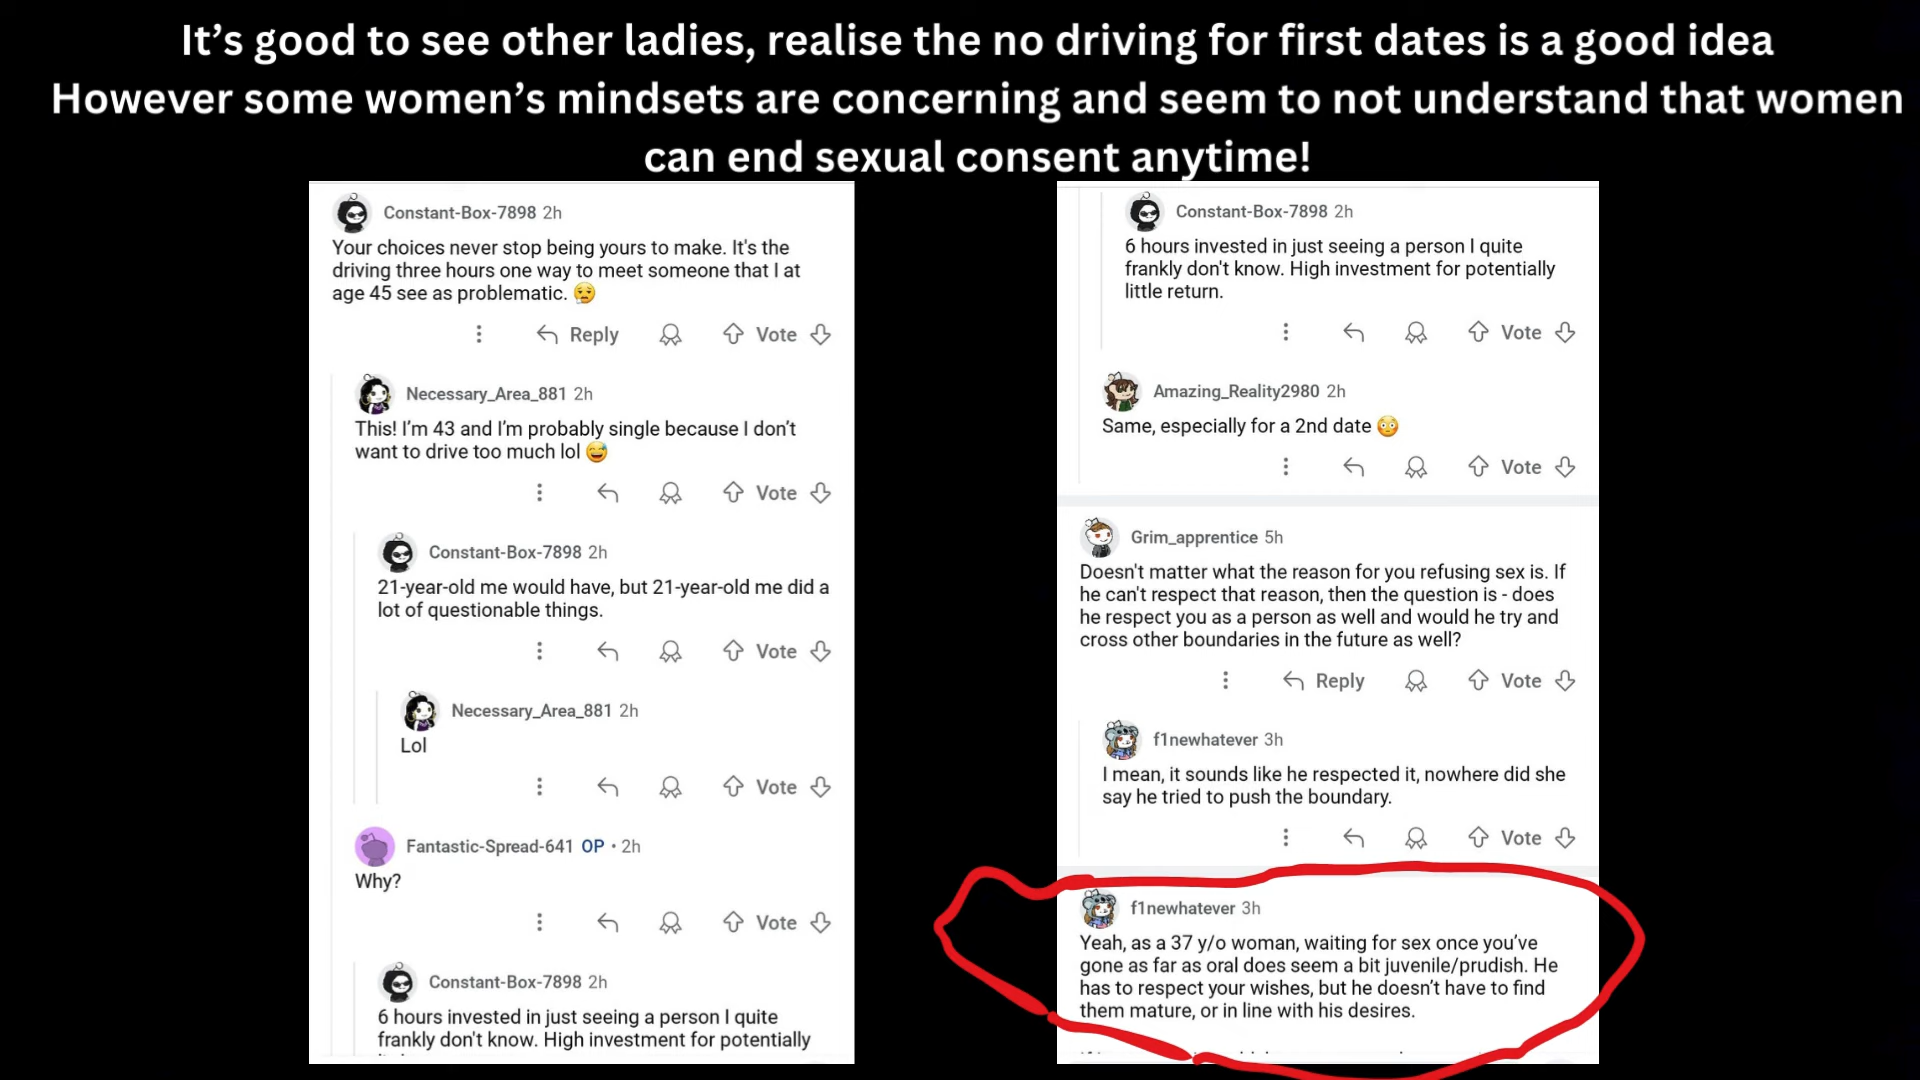 It's good to see other ladies, realise the no driving for first dates is a good idea
However some women's mindsets are concerning and seem to not understand that women
can end sexual consent anytime!
Constant-Box-7898 2h
Your choices never stop being yours to make. It's the
driving three hours one way to meet someone that I at
age 45 see as problematic. 😮‍💨
Reply Vote
Necessary_Area_881 2h
This! I'm 43 and I'm probably single because I don't
want to drive too much lol 😅
Vote
Constant-Box-7898 2h
21-year-old me would have, but 21-year-old me did a
lot of questionable things.
Vote
Necessary_Area_881 2h
Lol
Vote
Fantastic-Spread-641 OP • 2h
Why?
Vote
Constant-Box-7898 2h
6 hours invested in just seeing a person I quite
frankly don't know. High investment for potentially
Constant-Box-7898 2h
6 hours invested in just seeing a person I quite
frankly don't know. High investment for potentially
little return.
Vote
Amazing_Reality2980 2h
Same, especially for a 2nd date 😳
Vote
Grim_apprentice 5h
Doesn't matter what the reason for you refusing sex is. If
he can't respect that reason, then the question is - does
he respect you as a person as well and would he try and
cross other boundaries in the future as well?
Reply Vote
f1newhatever 3h
I mean, it sounds like he respected it, nowhere did she
say he tried to push the boundary.
Vote
f1newhatever 3h
Yeah, as a 37 y/o woman, waiting for sex once you've
gone as far as oral does seem a bit juvenile/prudish. He
has to respect your wishes, but he doesn't have to find
them mature, or in line with his desires.